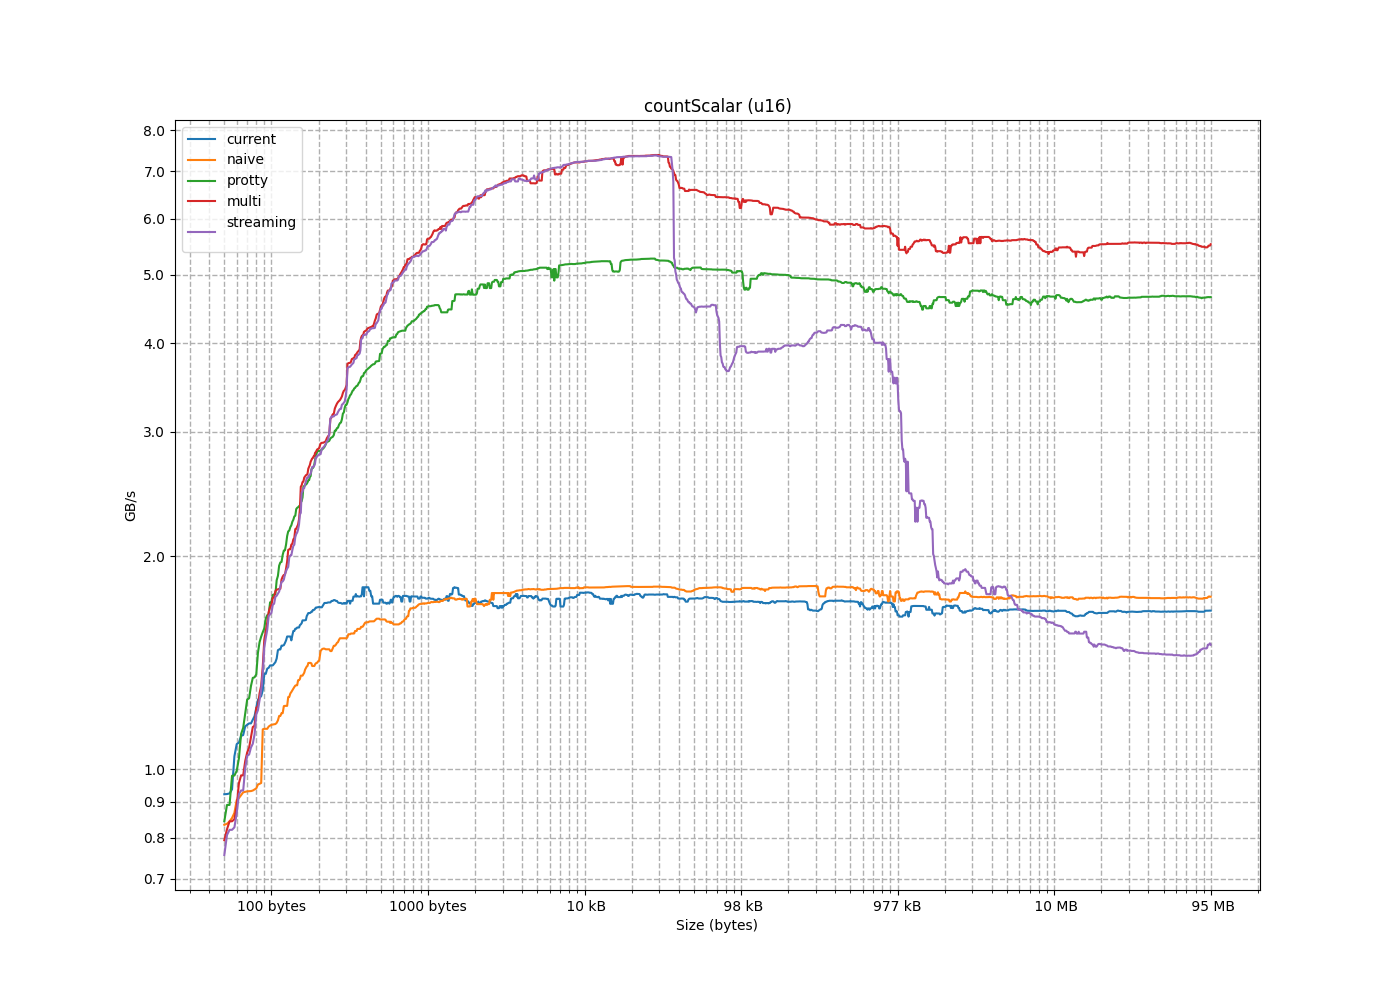 countScalar (u16)
current
naive
protty
multi
streaming
8.0
7.0
6.0
5.0
4.0
3.0
2.0
1.0
0.9
0.8
0.7
GB/s
100 bytes 1000 bytes 10 kB 98 kB 977 kB 10 MB 95 MB
Size (bytes)